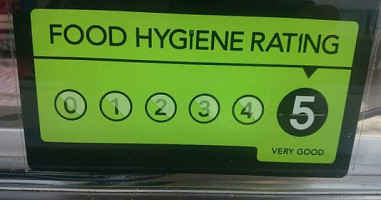 FOOD HYGIENE RATING
0 1 2 3 4 5
VERY GOOD